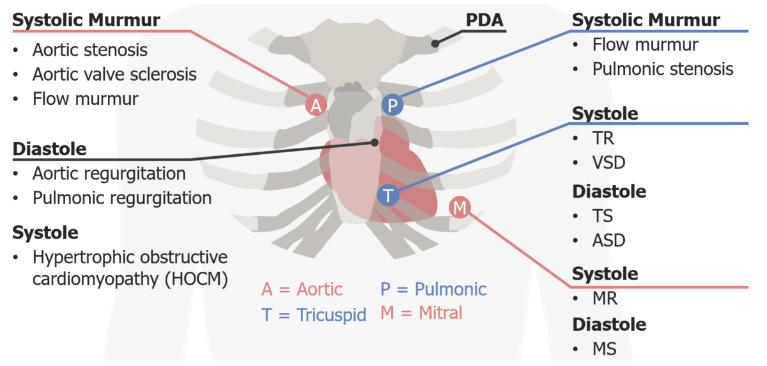 Systolic Murmur
• Aortic stenosis
• Aortic valve sclerosis
• Flow murmur
Diastole
• Aortic regurgitation
• Pulmonic regurgitation
Systole
• Hypertrophic obstructive
cardiomyopathy (HOCM)
PDA
A
P
T
M
A = Aortic
P = Pulmonic
T = Tricuspid
M = Mitral
Systolic Murmur
• Flow murmur
• Pulmonic stenosis
Systole
• TR
• VSD
Diastole
• TS
• ASD
Systole
• MR
Diastole
• MS